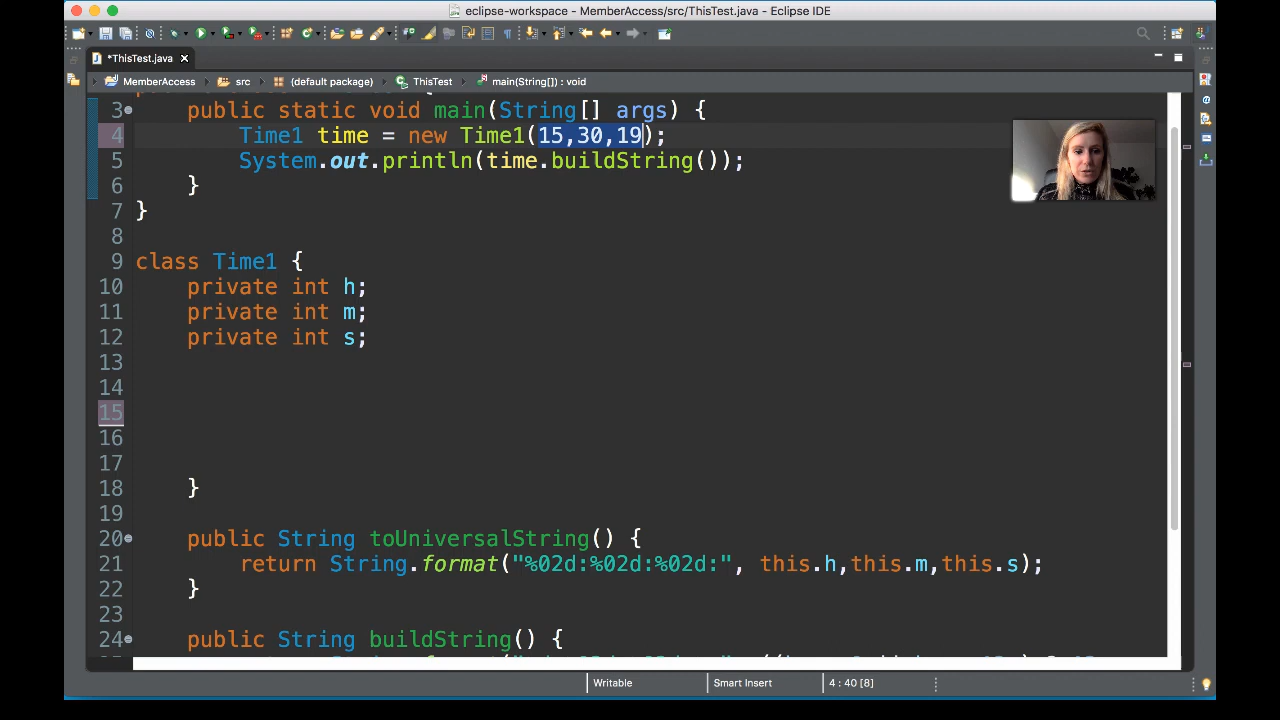 eclipse-workspace - MemberAccess/src/ThisTest.java - Eclipse IDE
*ThisTest.java
MemberAccess src (default package) ThisTest main(String[]) : void
3 public static void main(String[] args) {
4 Time1 time = new Time1(15,30,19);
5 System.out.println(time.buildString());
6 }
7 }
8
9 class Time1 {
10 private int h;
11 private int m;
12 private int s;
13
14
15
16
17
18 }
19
20 public String toUniversalString() {
21 return String.format("%02d:%02d:%02d:", this.h,this.m,this.s);
22 }
23
24 public String buildString() {
Writable Smart Insert 4 : 40 [8]